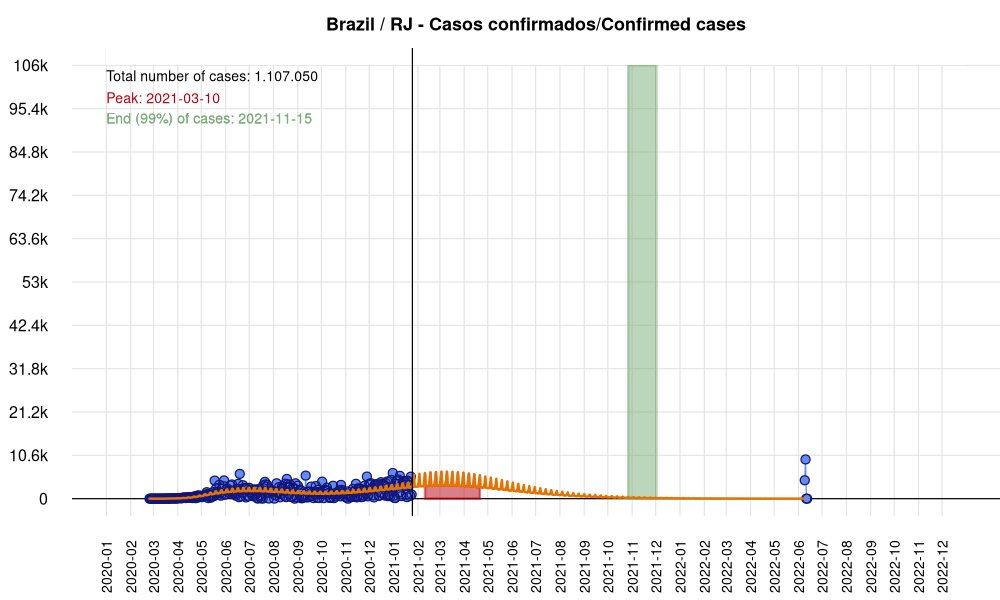 Brazil / RJ - Casos confirmados/Confirmed cases
Total number of cases: 1.107.050
Peak: 2021-03-10
End (99%) of cases: 2021-11-15
106k
95.4k
84.8k
74.2k
63.6k
53k
42.4k
31.8k
21.2k
10.6k
0
2020-01
2020-02
2020-03
2020-04
2020-05
2020-06
2020-07
2020-08
2020-09
2020-10
2020-11
2020-12
2021-01
2021-02
2021-03
2021-04
2021-05
2021-06
2021-07
2021-08
2021-09
2021-10
2021-11
2021-12
2022-01
2022-02
2022-03
2022-04
2022-05
2022-06
2022-07
2022-08
2022-09
2022-10
2022-11
2022-12